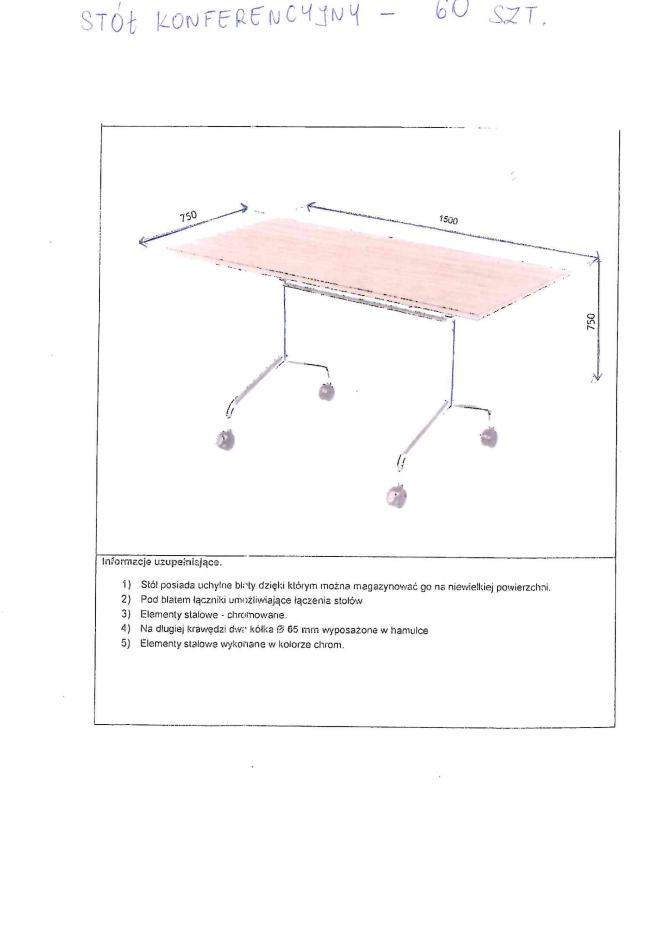 STÓŁ KONFERENCYJNY - 60 SZT.
750
1500
750
Informacje uzupełniające.
1) Stół posiada uchylne blaty dzięki którym można magazynować go na niewielkiej powierzchni.
2) Pod blatem łączniki umożliwiające łączenia stołów
3) Elementy stalowe - chromowane.
4) Na długiej krawędzi dwa kółka Ø 65 mm wyposażone w hamulce
5) Elementy stalowe wykonane w kolorze chrom.